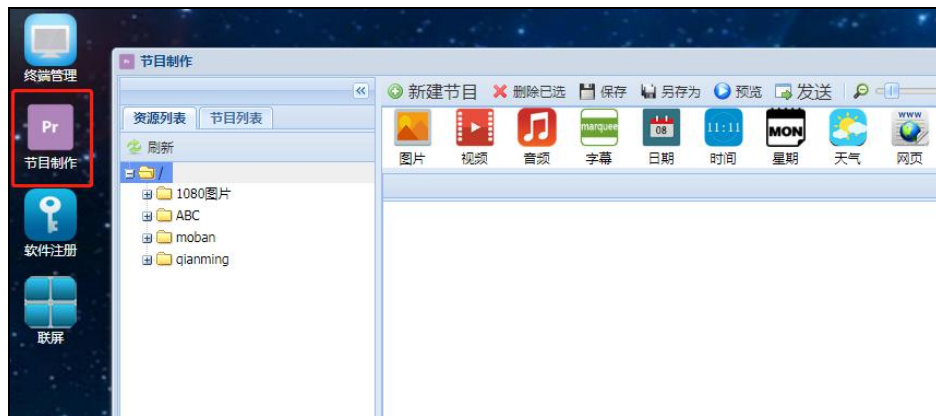 终端管理
Pr
节目制作
软件注册
联屏
节目制作
资源列表 节目列表
刷新
/
1080图片
ABC
moban
qianming
新建节目 删除已选 保存 另存为 预览 发送
marquee 08 11:11 MON WWW
图片 视频 音频 字幕 日期 时间 星期 天气 网页